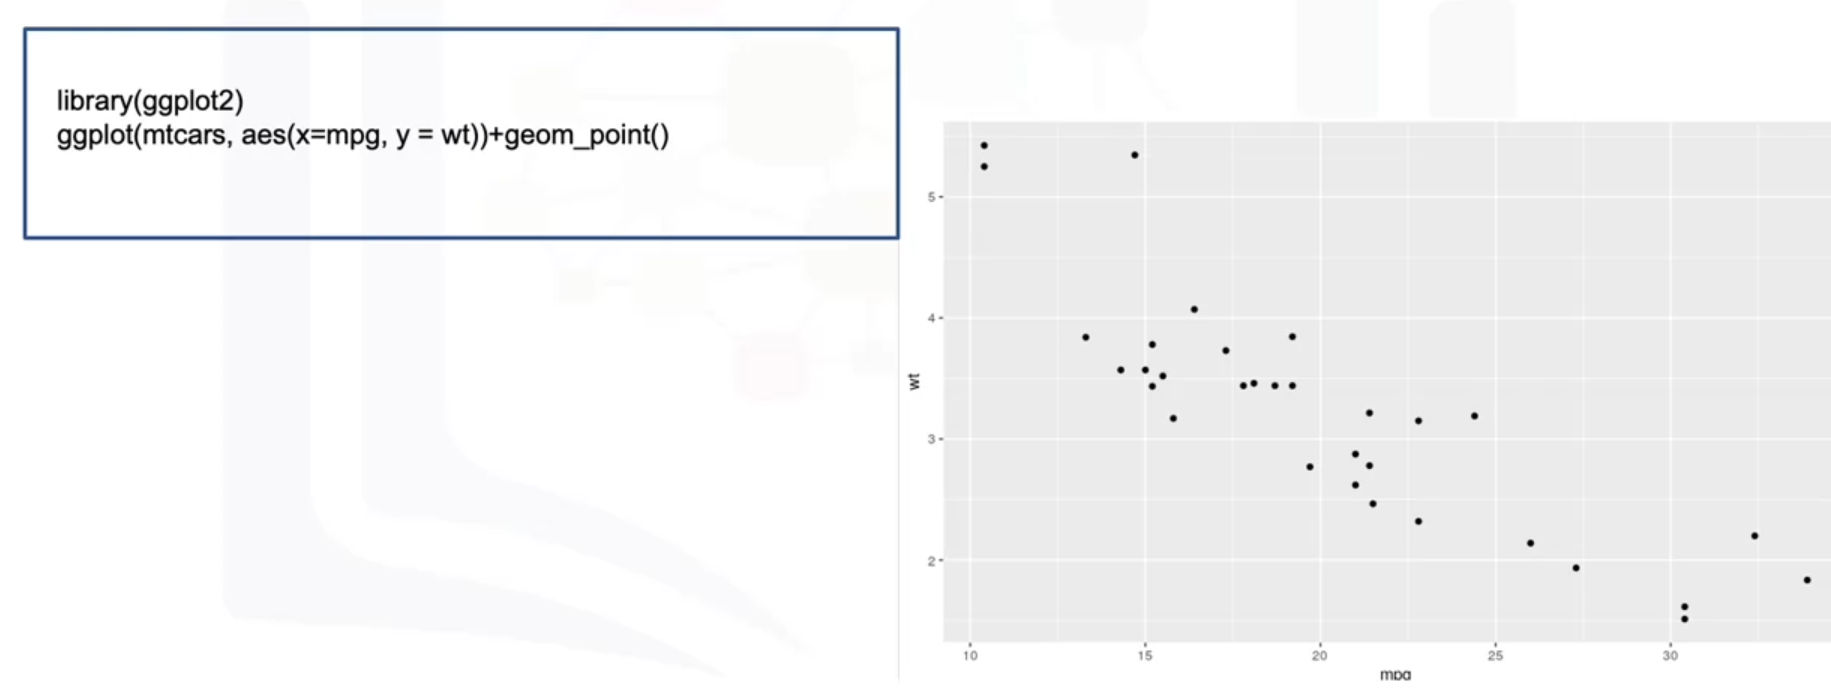 library(ggplot2)
ggplot(mtcars, aes(x=mpg, y = wt))+geom_point()
5
4
wt
3
2
10 15 20 25 30
mpg